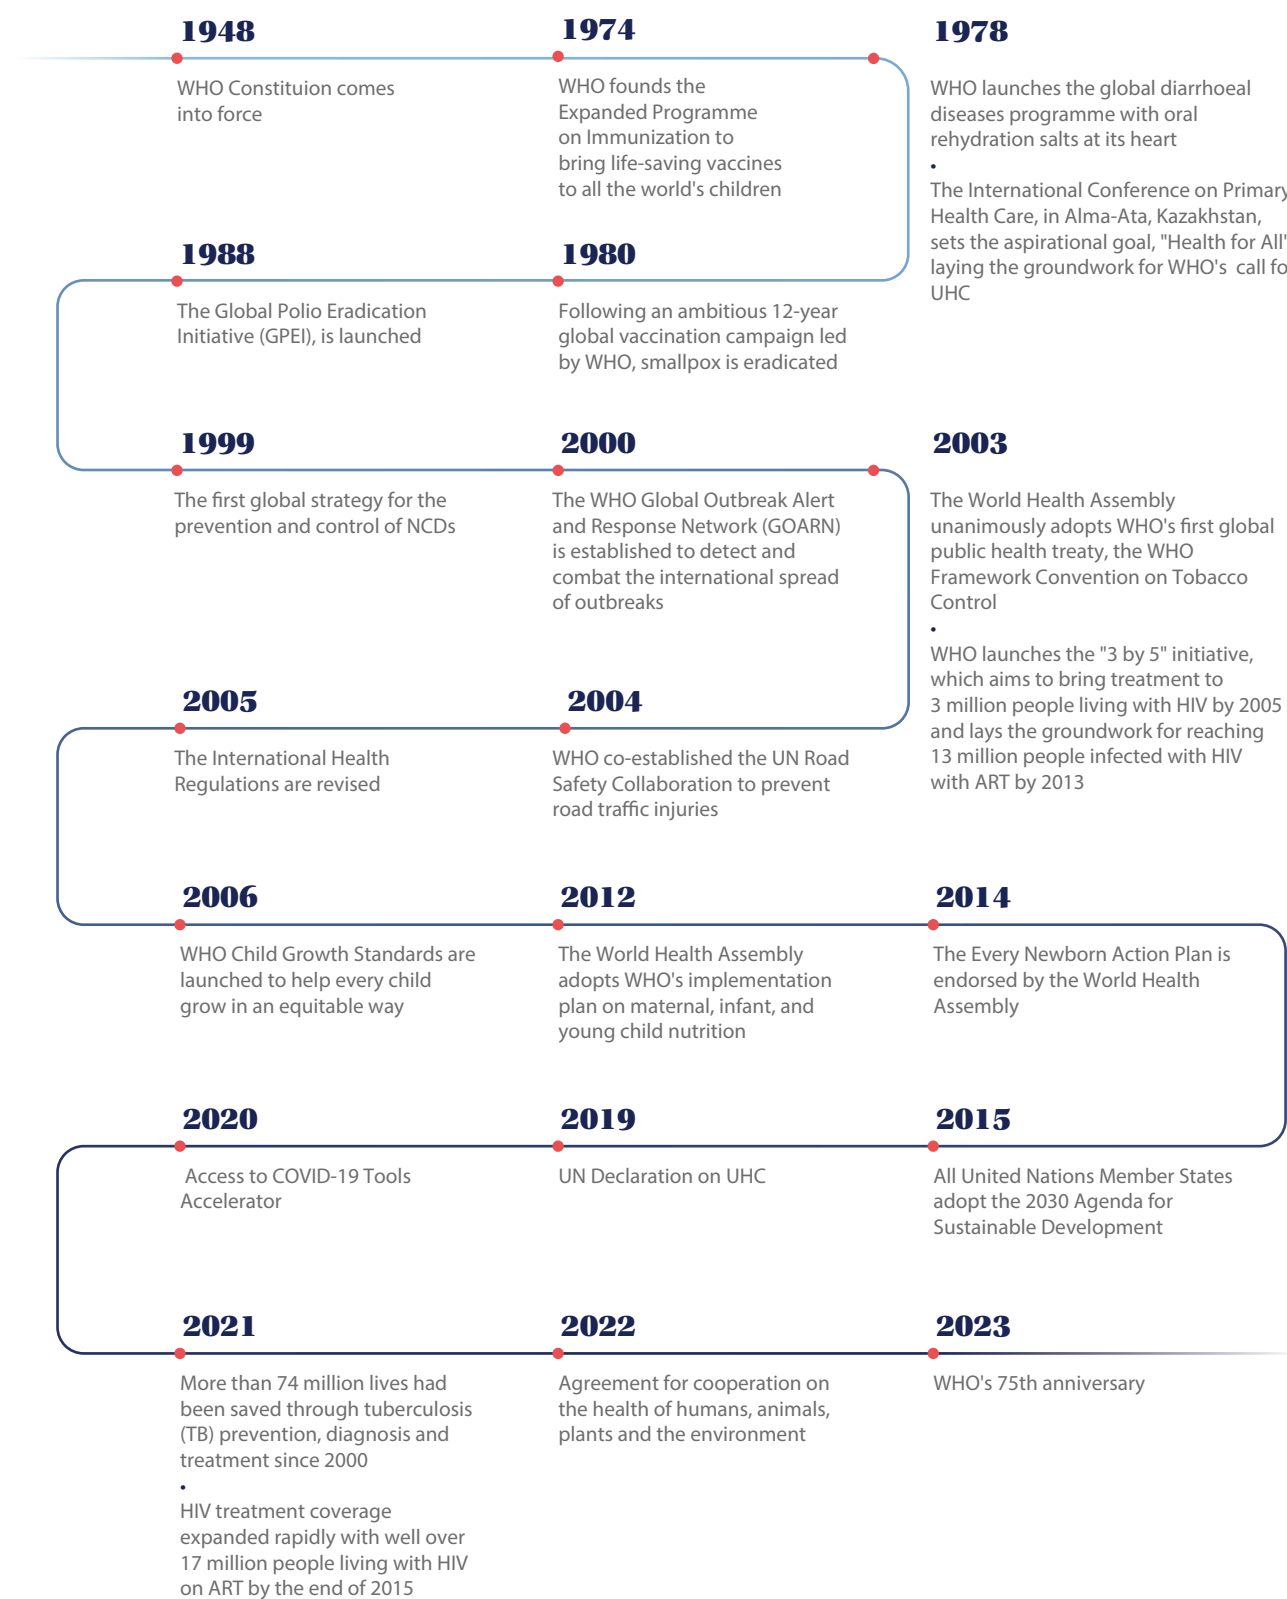 1948
WHO Constituion comes
into force
1974
WHO founds the
Expanded Programme
on Immunization to
bring life-saving vaccines
to all the world's children
1978
WHO launches the global diarrhoeal
diseases programme with oral
rehydration salts at its heart
•
The International Conference on Primary
Health Care, in Alma-Ata, Kazakhstan,
sets the aspirational goal, "Health for All"
laying the groundwork for WHO's call fo
UHC
1980
Following an ambitious 12-year
global vaccination campaign led
by WHO, smallpox is eradicated
1988
The Global Polio Eradication
Initiative (GPEI), is launched
1999
The first global strategy for the
prevention and control of NCDs
2000
The WHO Global Outbreak Alert
and Response Network (GOARN)
is established to detect and
combat the international spread
of outbreaks
2003
The World Health Assembly
unanimously adopts WHO's first global
public health treaty, the WHO
Framework Convention on Tobacco
Control
•
WHO launches the "3 by 5" initiative,
which aims to bring treatment to
3 million people living with HIV by 2005
and lays the groundwork for reaching
13 million people infected with HIV
with ART by 2013
2004
WHO co-established the UN Road
Safety Collaboration to prevent
road traffic injuries
2005
The International Health
Regulations are revised
2006
WHO Child Growth Standards are
launched to help every child
grow in an equitable way
2012
The World Health Assembly
adopts WHO's implementation
plan on maternal, infant, and
young child nutrition
2014
The Every Newborn Action Plan is
endorsed by the World Health
Assembly
2015
All United Nations Member States
adopt the 2030 Agenda for
Sustainable Development
2019
UN Declaration on UHC
2020
Access to COVID-19 Tools
Accelerator
2021
More than 74 million lives had
been saved through tuberculosis
(TB) prevention, diagnosis and
treatment since 2000
•
HIV treatment coverage
expanded rapidly with well over
17 million people living with HIV
on ART by the end of 2015
2022
Agreement for cooperation on
the health of humans, animals,
plants and the environment
2023
WHO's 75th anniversary